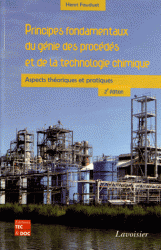 Henri Fauduet
Principes fondamentaux
du génie des procédés
et de la technologie chimique
Aspects théoriques et pratiques
2e édition
Éditions
TEC
& DOC
Lavoisier